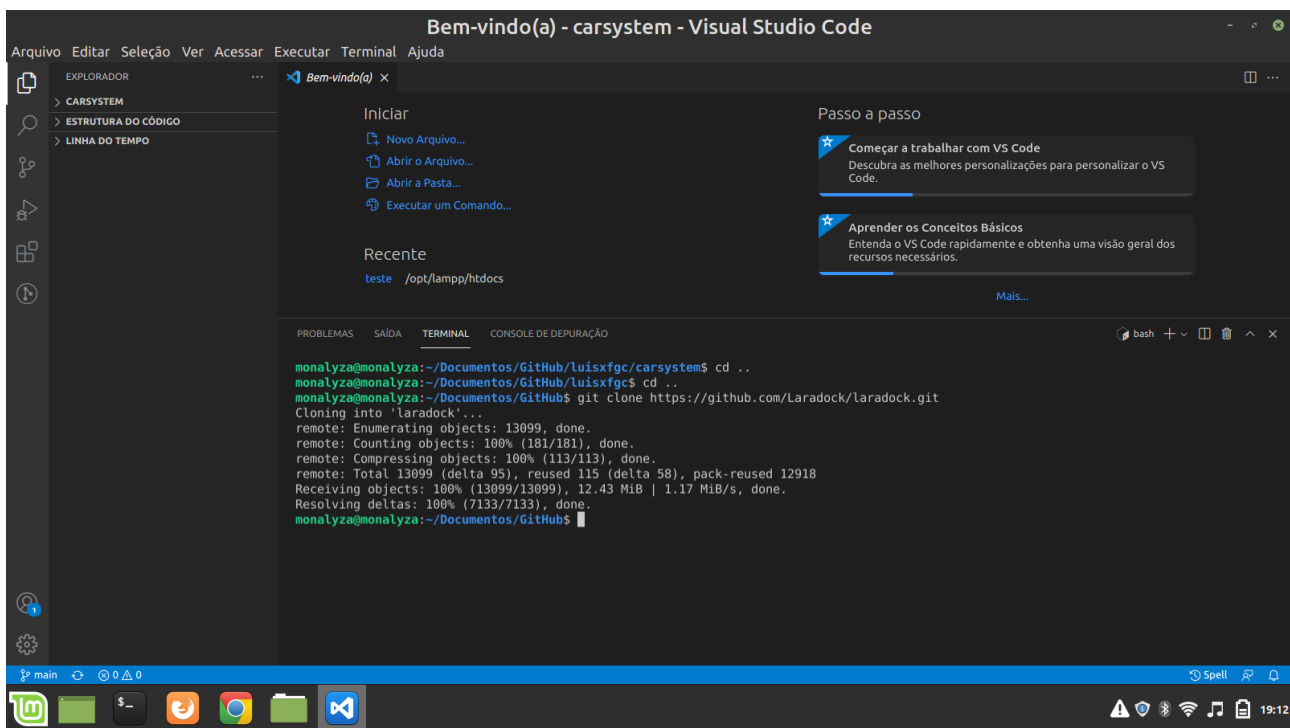 Bem-vindo(a) - carsystem - Visual Studio Code
Arquivo Editar Seleção Ver Acessar Executar Terminal Ajuda
EXPLORADOR
CARSYSTEM
ESTRUTURA DO CÓDIGO
LINHA DO TEMPO
Bem-vindo(a)
Iniciar
Novo Arquivo...
Abrir o Arquivo...
Abrir a Pasta...
Executar um Comando...
Recente
teste /opt/lampp/htdocs
Passo a passo
Começar a trabalhar com VS Code
Descubra as melhores personalizações para personalizar o VS
Code.
Aprender os Conceitos Básicos
Entenda o VS Code rapidamente e obtenha uma visão geral dos
recursos necessários.
Mais...
PROBLEMAS SAÍDA TERMINAL CONSOLE DE DEPURAÇÃO
bash
monalyza@monalyza:~/Documentos/GitHub/luisxfgc/carsystem$ cd ..
monalyza@monalyza:~/Documentos/GitHub/luisxfgc$ cd ..
monalyza@monalyza:~/Documentos/GitHub$ git clone https://github.com/Laradock/laradock.git
Cloning into 'laradock'...
remote: Enumerating objects: 13099, done.
remote: Counting objects: 100% (181/181), done.
remote: Compressing objects: 100% (113/113), done.
remote: Total 13099 (delta 95), reused 115 (delta 58), pack-reused 12918
Receiving objects: 100% (13099/13099), 12.43 MiB | 1.17 MiB/s, done.
Resolving deltas: 100% (7133/7133), done.
monalyza@monalyza:~/Documentos/GitHub$
1
main 0 0
Spell
$_
19:12